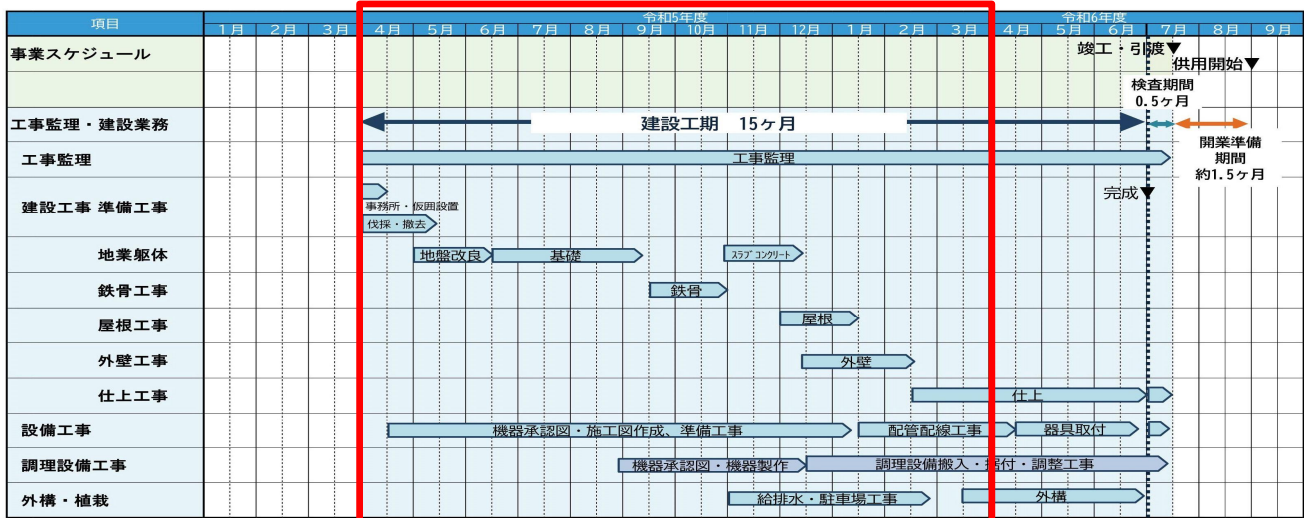 項目
令和5年度
令和6年度
1月 2月 3月 4月 5月 6月 7月 8月 9月 10月 11月 12月 1月 2月 3月 4月 5月 6月 7月 8月 9月
事業スケジュール
竣工・引渡▼
供用開始▼
検査期間
0.5ヶ月
工事監理・建設業務
建設工期 15ヶ月
開業準備
期間
約1.5ヶ月
工事監理
工事監理
完成▼
建設工事 準備工事
事務所・仮囲設置
伐採・撤去
地業躯体
地盤改良
基礎
スラブコンクリート
鉄骨工事
鉄骨
屋根工事
屋根
外壁工事
外壁
仕上工事
仕上
設備工事
機器承認図・施工図作成、準備工事
配管配線工事
器具取付
調理設備工事
機器承認図・機器製作
調理設備搬入・据付・調整工事
外構・植栽
給排水・駐車場工事
外構